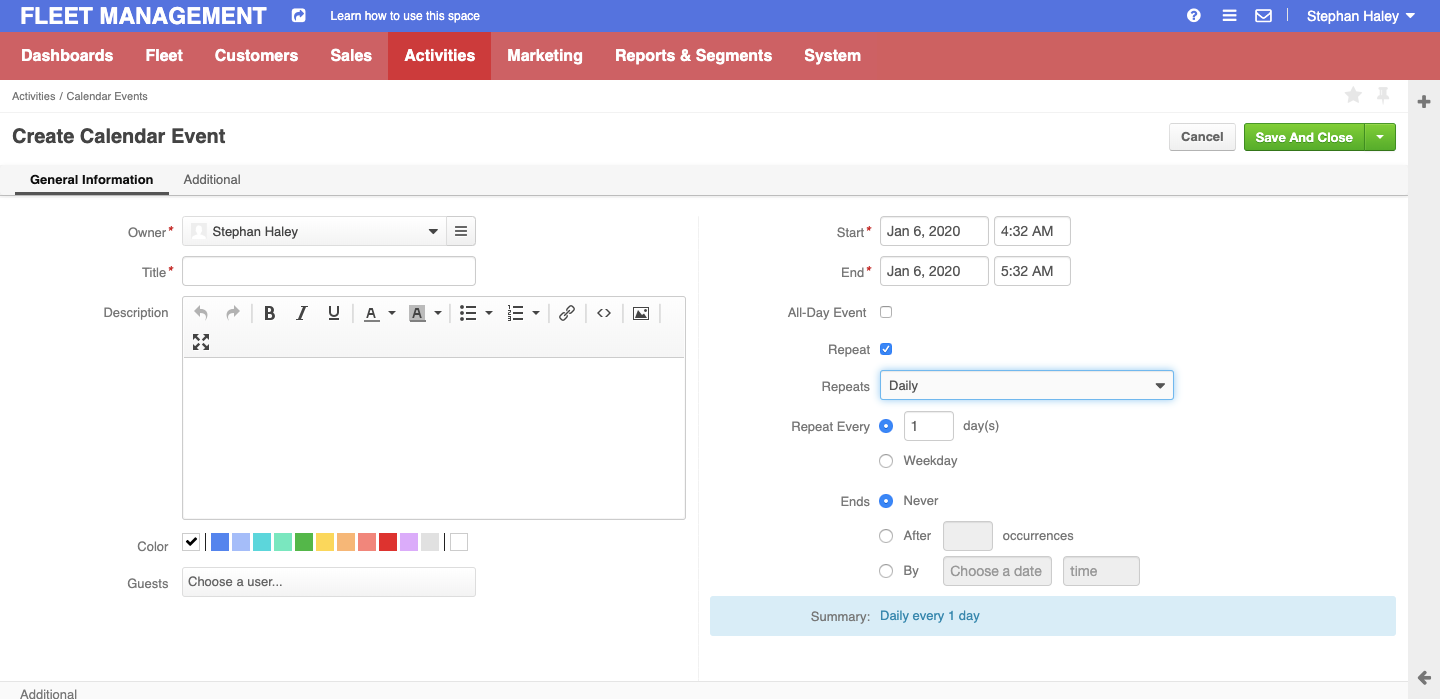 FLEET MANAGEMENT Learn how to use this space Stephan Haley
Dashboards Fleet Customers Sales Activities Marketing Reports & Segments System
Activities / Calendar Events
Create Calendar Event Cancel Save And Close
General Information Additional
Owner* Stephan Haley
Title*
Description
Color
Guests Choose a user...
Start* Jan 6, 2020 4:32 AM
End* Jan 6, 2020 5:32 AM
All-Day Event
Repeat
Repeats Daily
Repeat Every 1 day(s)
Weekday
Ends Never
After occurrences
By Choose a date time
Summary: Daily every 1 day
Additional